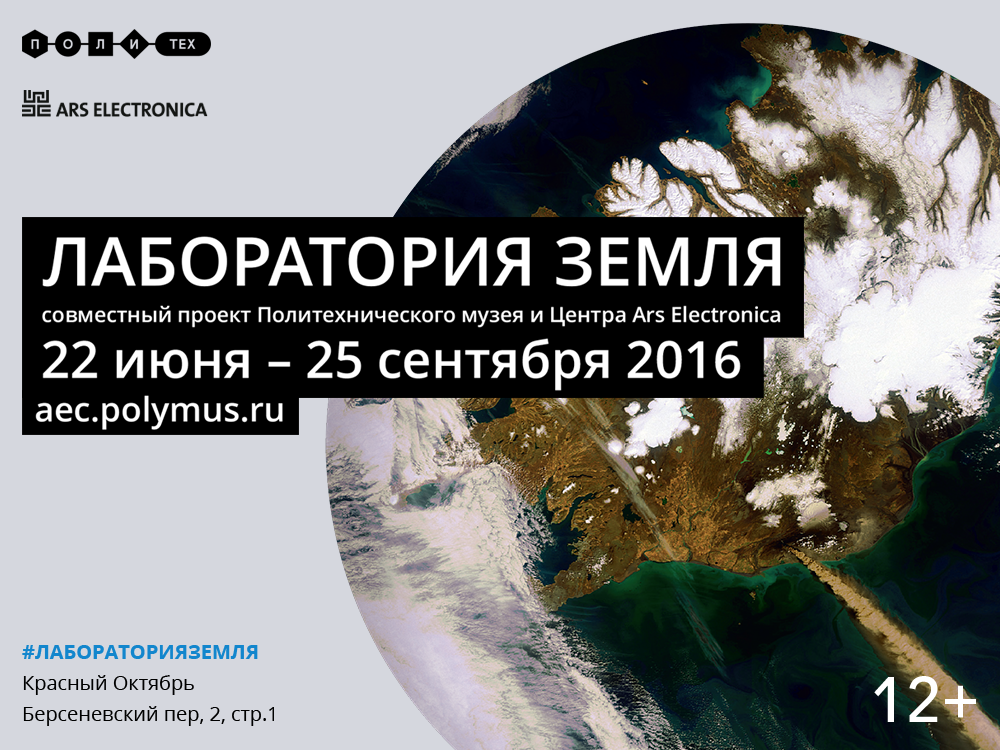 ПОЛИТЕХ
ARS ELECTRONICA
ЛАБОРАТОРИЯ ЗЕМЛЯ
совместный проект Политехнического музея и Центра Ars Electronica
22 июня – 25 сентября 2016
aec.polymus.ru
#ЛАБОРАТОРИЯЗЕМЛЯ
Красный Октябрь
Берсеневский пер, 2, стр.1
12+